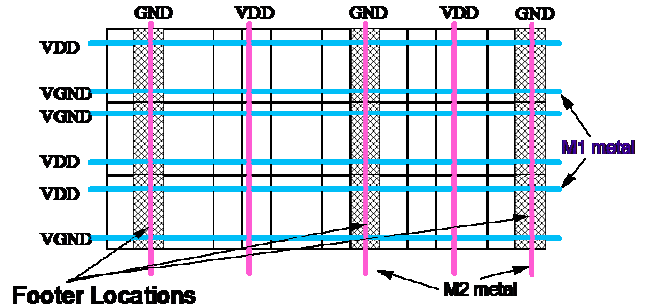 GND VDD GND VDD GND
VDD
VGND
VGND
M1 metal
VDD
VDD
VGND
Footer Locations
M2 metal